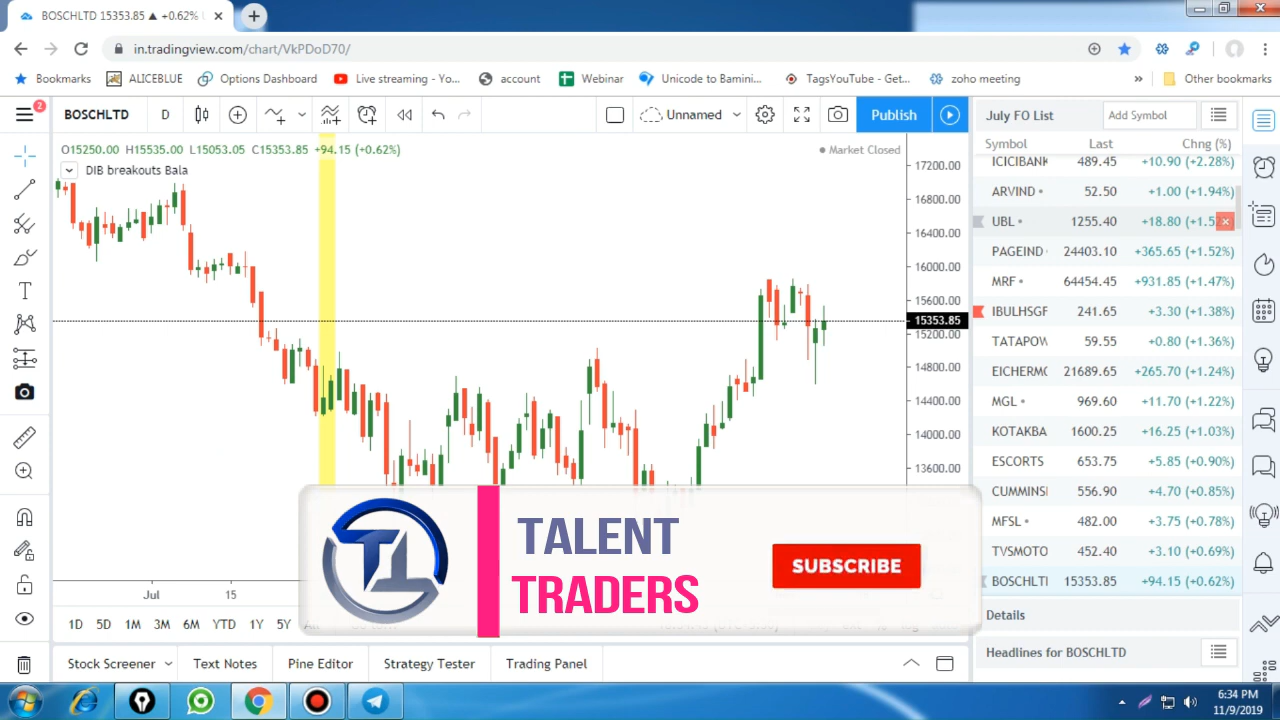 BOSCHLTD 15353.85 ▲ +0.62%
in.tradingview.com/chart/VkPDoD70/
Bookmarks ALICEBLUE Options Dashboard Live streaming - Yo... account Webinar Unicode to Bamini... TagsYouTube - Get... zoho meeting » Other bookmarks
2
BOSCHLTD D Unnamed Publish
July FO List Add Symbol
O15250.00 H15535.00 L15053.05 C15353.85 +94.15 (+0.62%)
Market Closed
DIB breakouts Bala
17200.00
16800.00
16400.00
16000.00
15600.00
15353.85
15200.00
14800.00
14400.00
14000.00
13600.00
Symbol Last Chng (%)
ICICIBANK 489.45 +10.90 (+2.28%)
ARVIND 52.50 +1.00 (+1.94%)
UBL 1255.40 +18.80 (+1.5
PAGEIND 24403.10 +365.65 (+1.52%)
MRF 64454.45 +931.85 (+1.47%)
IBULHSGF 241.65 +3.30 (+1.38%)
TATAPOW 59.55 +0.80 (+1.36%)
EICHERMO 21689.65 +265.70 (+1.24%)
MGL 969.60 +11.70 (+1.22%)
KOTAKBA 1600.25 +16.25 (+1.03%)
ESCORTS 653.75 +5.85 (+0.90%)
CUMMINSI 556.90 +4.70 (+0.85%)
MFSL 482.00 +3.75 (+0.78%)
TVSMOTO 452.40 +3.10 (+0.69%)
BOSCHLTI 15353.85 +94.15 (+0.62%)
Details
Headlines for BOSCHLTD
Jul 15
TALENT
TRADERS
SUBSCRIBE
1D 5D 1M 3M 6M YTD 1Y 5Y
Stock Screener Text Notes Pine Editor Strategy Tester Trading Panel
6:34 PM
11/9/2019